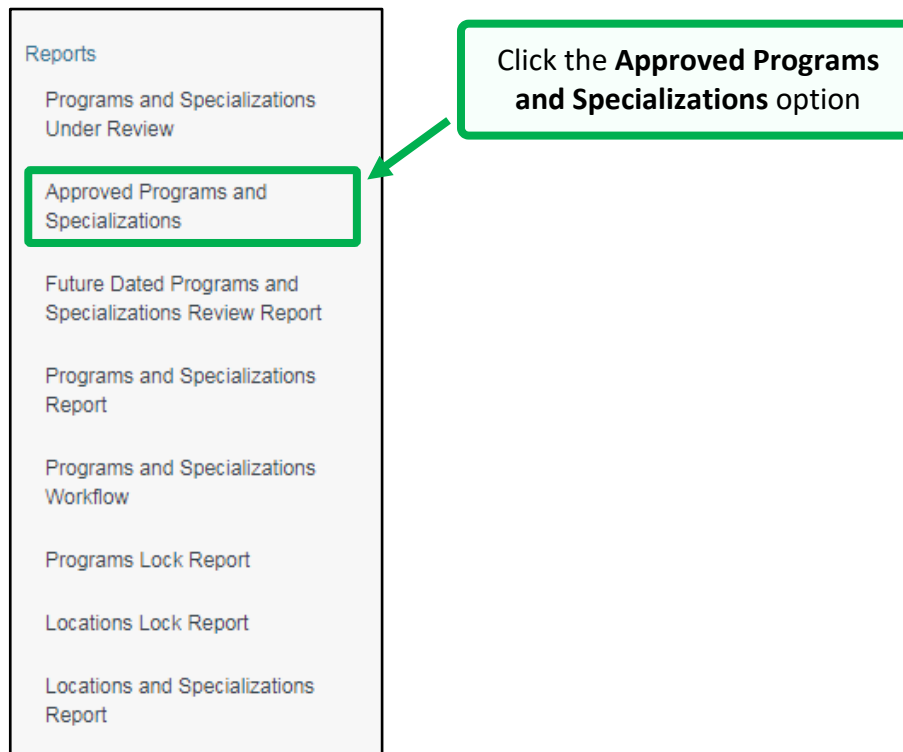 Reports
Programs and Specializations
Under Review
Approved Programs and
Specializations
Future Dated Programs and
Specializations Review Report
Programs and Specializations
Report
Programs and Specializations
Workflow
Programs Lock Report
Locations Lock Report
Locations and Specializations
Report
Click the Approved Programs
and Specializations option